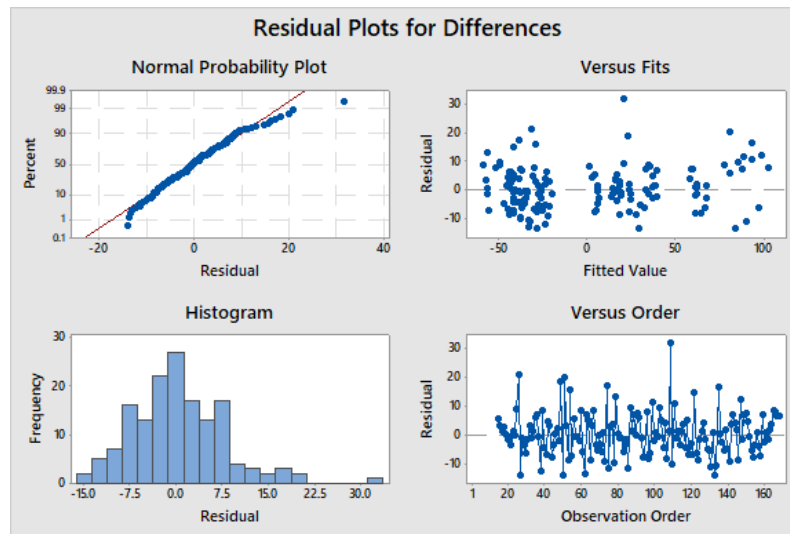 Residual Plots for Differences
Normal Probability Plot
99.9
99
90
50
10
1
0.1
Percent
-20 0 20 40
Residual
Versus Fits
30
20
10
0
-10
Residual
-50 0 50 100
Fitted Value
Histogram
30
20
10
0
Frequency
-15.0 -7.5 0.0 7.5 15.0 22.5 30.0
Residual
Versus Order
30
20
10
0
-10
Residual
1 20 40 60 80 100 120 140 160
Observation Order